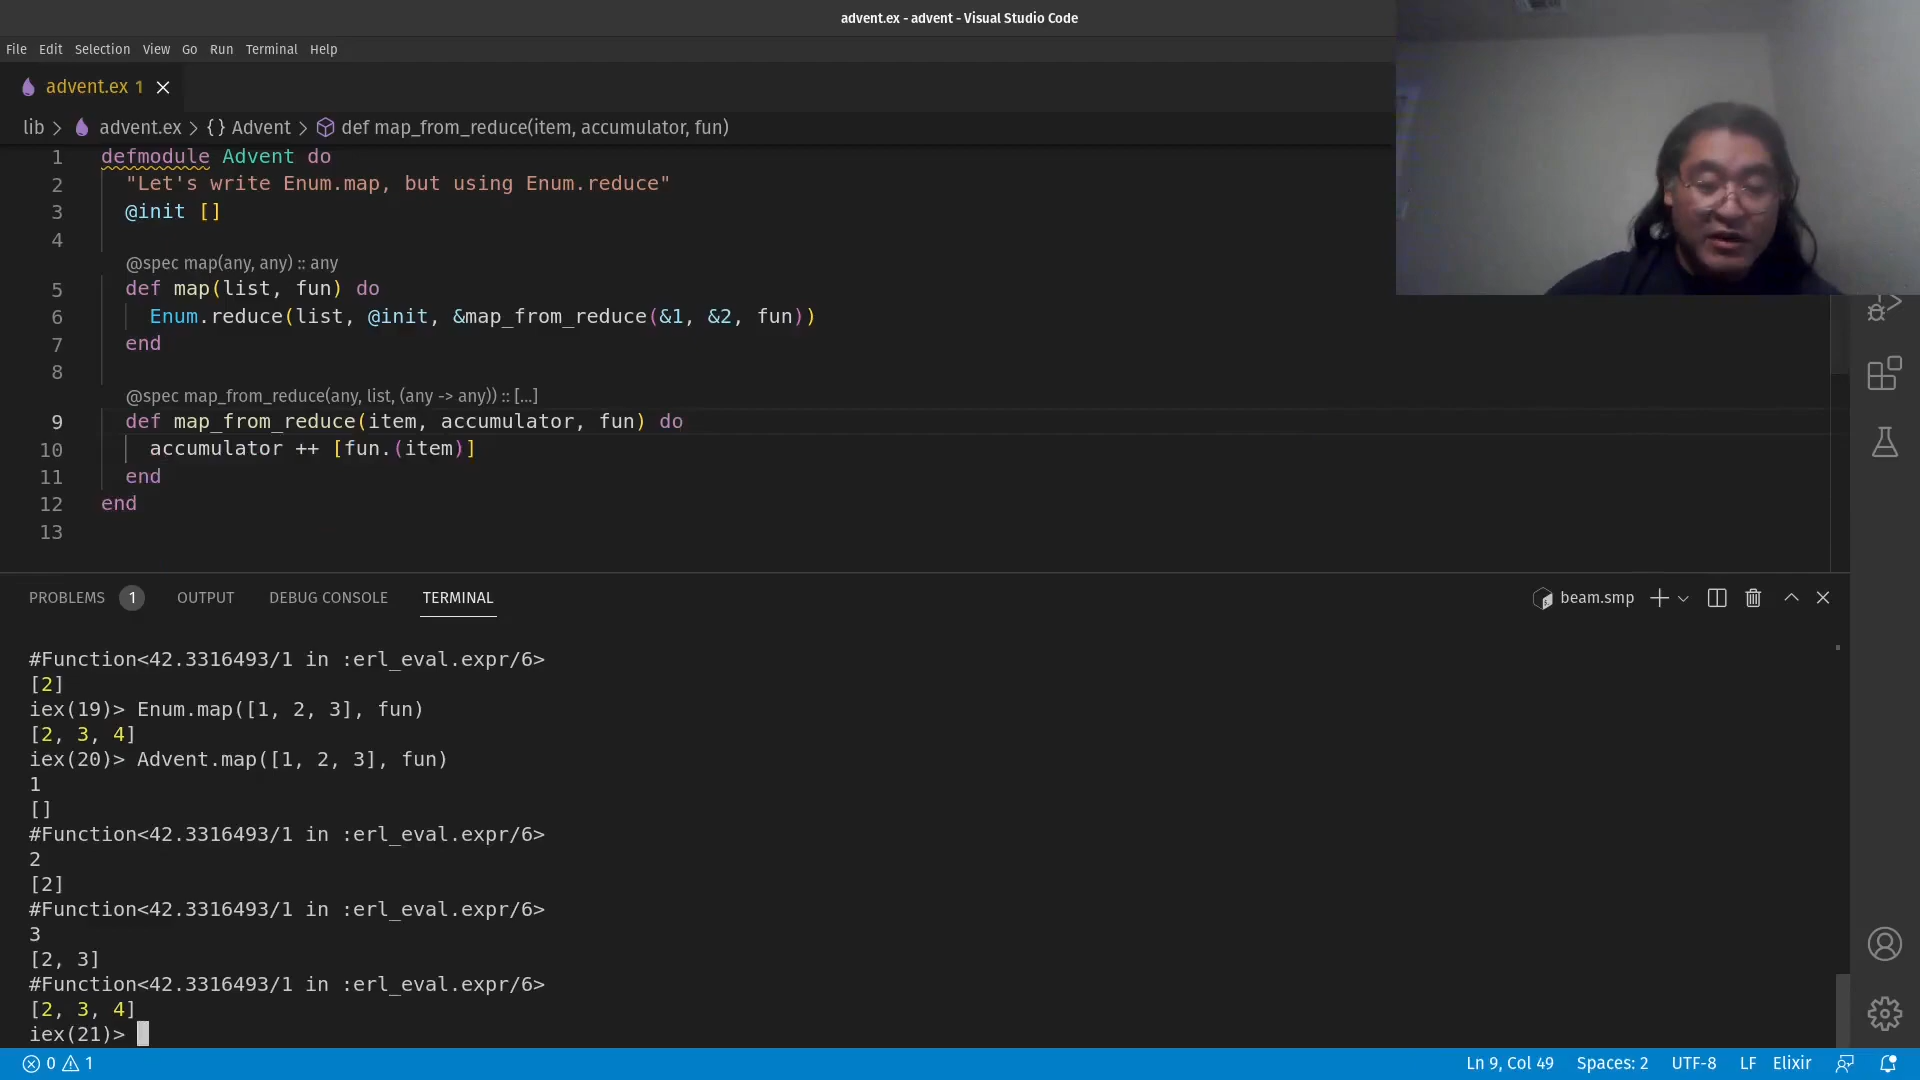 advent.ex - advent - Visual Studio Code
File Edit Selection View Go Run Terminal Help
advent.ex 1
lib > advent.ex > {} Advent > def map_from_reduce(item, accumulator, fun)
1 defmodule Advent do
2 "Let's write Enum.map, but using Enum.reduce"
3 @init []
4
@spec map(any, any) :: any
5 def map(list, fun) do
6 Enum.reduce(list, @init, &map_from_reduce(&1, &2, fun))
7 end
8
@spec map_from_reduce(any, list, (any -> any)) :: [...]
9 def map_from_reduce(item, accumulator, fun) do
10 accumulator ++ [fun.(item)]
11 end
12 end
13
PROBLEMS 1 OUTPUT DEBUG CONSOLE TERMINAL beam.smp
#Function<42.3316493/1 in :erl_eval.expr/6>
[2]
iex(19)> Enum.map([1, 2, 3], fun)
[2, 3, 4]
iex(20)> Advent.map([1, 2, 3], fun)
1
[]
#Function<42.3316493/1 in :erl_eval.expr/6>
2
[2]
#Function<42.3316493/1 in :erl_eval.expr/6>
3
[2, 3]
#Function<42.3316493/1 in :erl_eval.expr/6>
[2, 3, 4]
iex(21)>
0 1 Ln 9, Col 49 Spaces: 2 UTF-8 LF Elixir